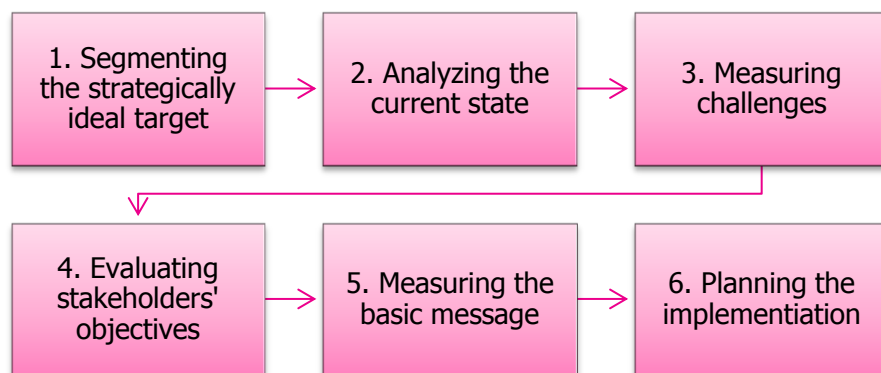 1. Segmenting
the strategically
ideal target
2. Analyzing the
current state
3. Measuring
challenges
4. Evaluating
stakeholders'
objectives
5. Measuring the
basic message
6. Planning the
implementiation